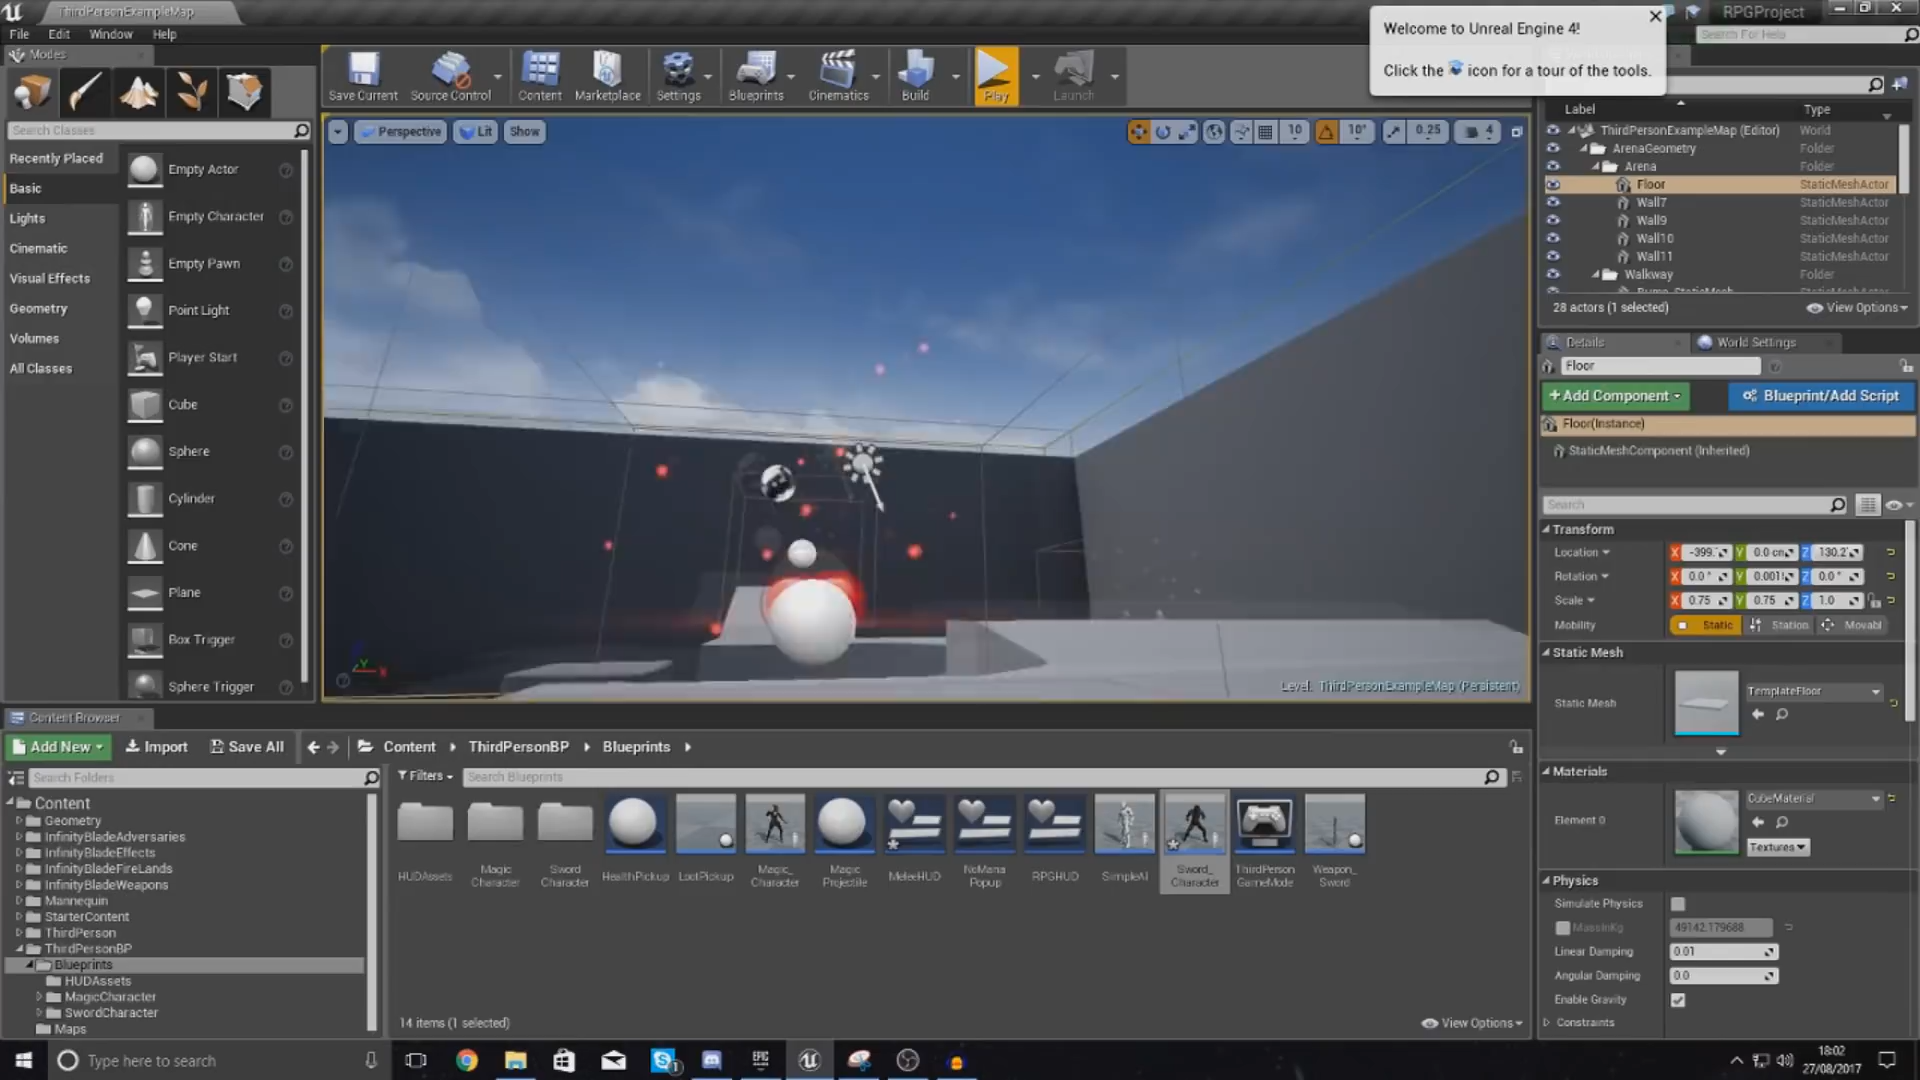 ThirdPersonExampleMap
RPGProject
File Edit Window Help
Search For Help
Welcome to Unreal Engine 4!
Click the icon for a tour of the tools.
Modes
Search Classes
Recently Placed
Basic
Lights
Cinematic
Visual Effects
Geometry
Volumes
All Classes
Empty Actor
Empty Character
Empty Pawn
Point Light
Player Start
Cube
Sphere
Cylinder
Cone
Plane
Box Trigger
Sphere Trigger
Save Current
Source Control
Content
Marketplace
Settings
Blueprints
Cinematics
Build
Play
Launch
Perspective
Lit
Show
10
10°
0.25
4
Level: ThirdPersonExampleMap (Persistent)
Label Type
ThirdPersonExampleMap (Editor) World
ArenaGeometry Folder
Arena Folder
Floor StaticMeshActor
Wall7 StaticMeshActor
Wall9 StaticMeshActor
Wall10 StaticMeshActor
Wall11 StaticMeshActor
Walkway Folder
28 actors (1 selected)
View Options
Details
World Settings
Floor
+Add Component
Blueprint/Add Script
Floor(Instance)
StaticMeshComponent (Inherited)
Search
Transform
Location X -399. Y 0.0 cm Z 130.2
Rotation X 0.0 ° Y 0.001 Z 0.0 °
Scale X 0.75 Y 0.75 Z 1.0
Mobility Static Station Movabl
Static Mesh
Static Mesh TemplateFloor
Materials
Element 0 CubeMaterial
Textures
Physics
Simulate Physics
MassInKg 49142.179688
Linear Damping 0.01
Angular Damping 0.0
Enable Gravity
Constraints
Content Browser
Add New
Import
Save All
Content
ThirdPersonBP
Blueprints
Search Folders
Filters
Search Blueprints
Content
Geometry
InfinityBladeAdversaries
InfinityBladeEffects
InfinityBladeFireLands
InfinityBladeWeapons
Mannequin
StarterContent
ThirdPerson
ThirdPersonBP
Blueprints
HUDAssets
MagicCharacter
SwordCharacter
Maps
HUDAssets
Magic Character
Sword Character
HealthPickup
LootPickup
Magic_ Character
Magic Projectile
MeleeHUD
NoMana Popup
RPGHUD
SimpleAI
Sword_ Character
ThirdPerson GameMode
Weapon_ Sword
14 items (1 selected)
View Options
Type here to search
EPIC
1
18:02
27/08/2017